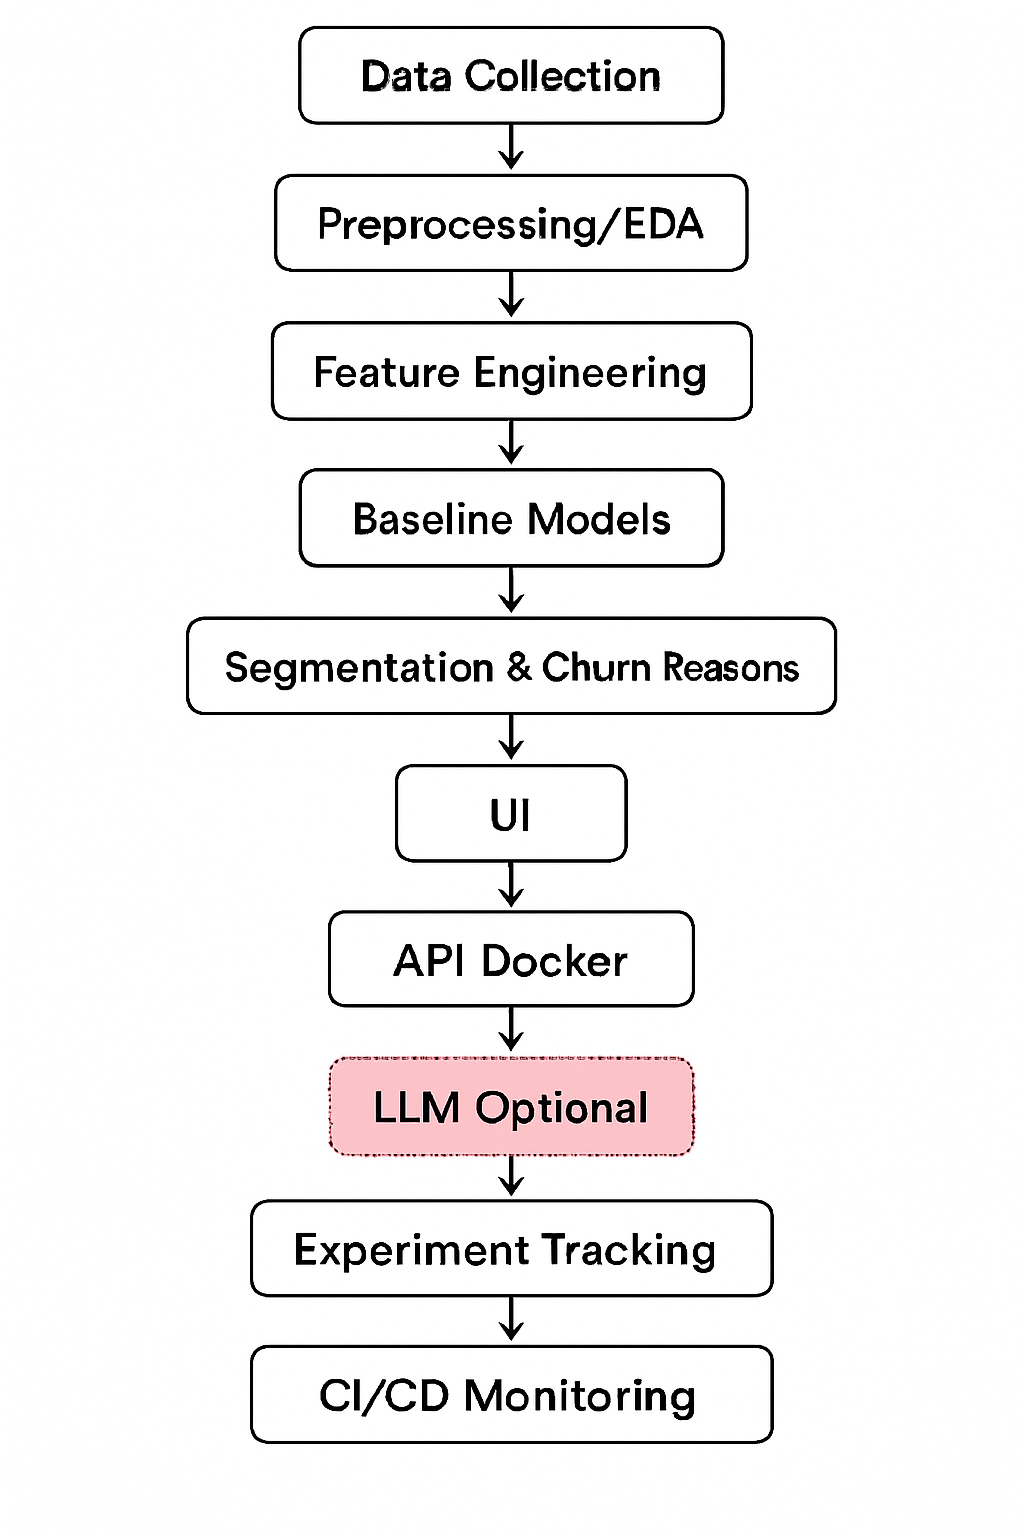 Data Collection
Preprocessing/EDA
Feature Engineering
Baseline Models
Segmentation & Churn Reasons
UI
API Docker
LLM Optional
Experiment Tracking
CI/CD Monitoring